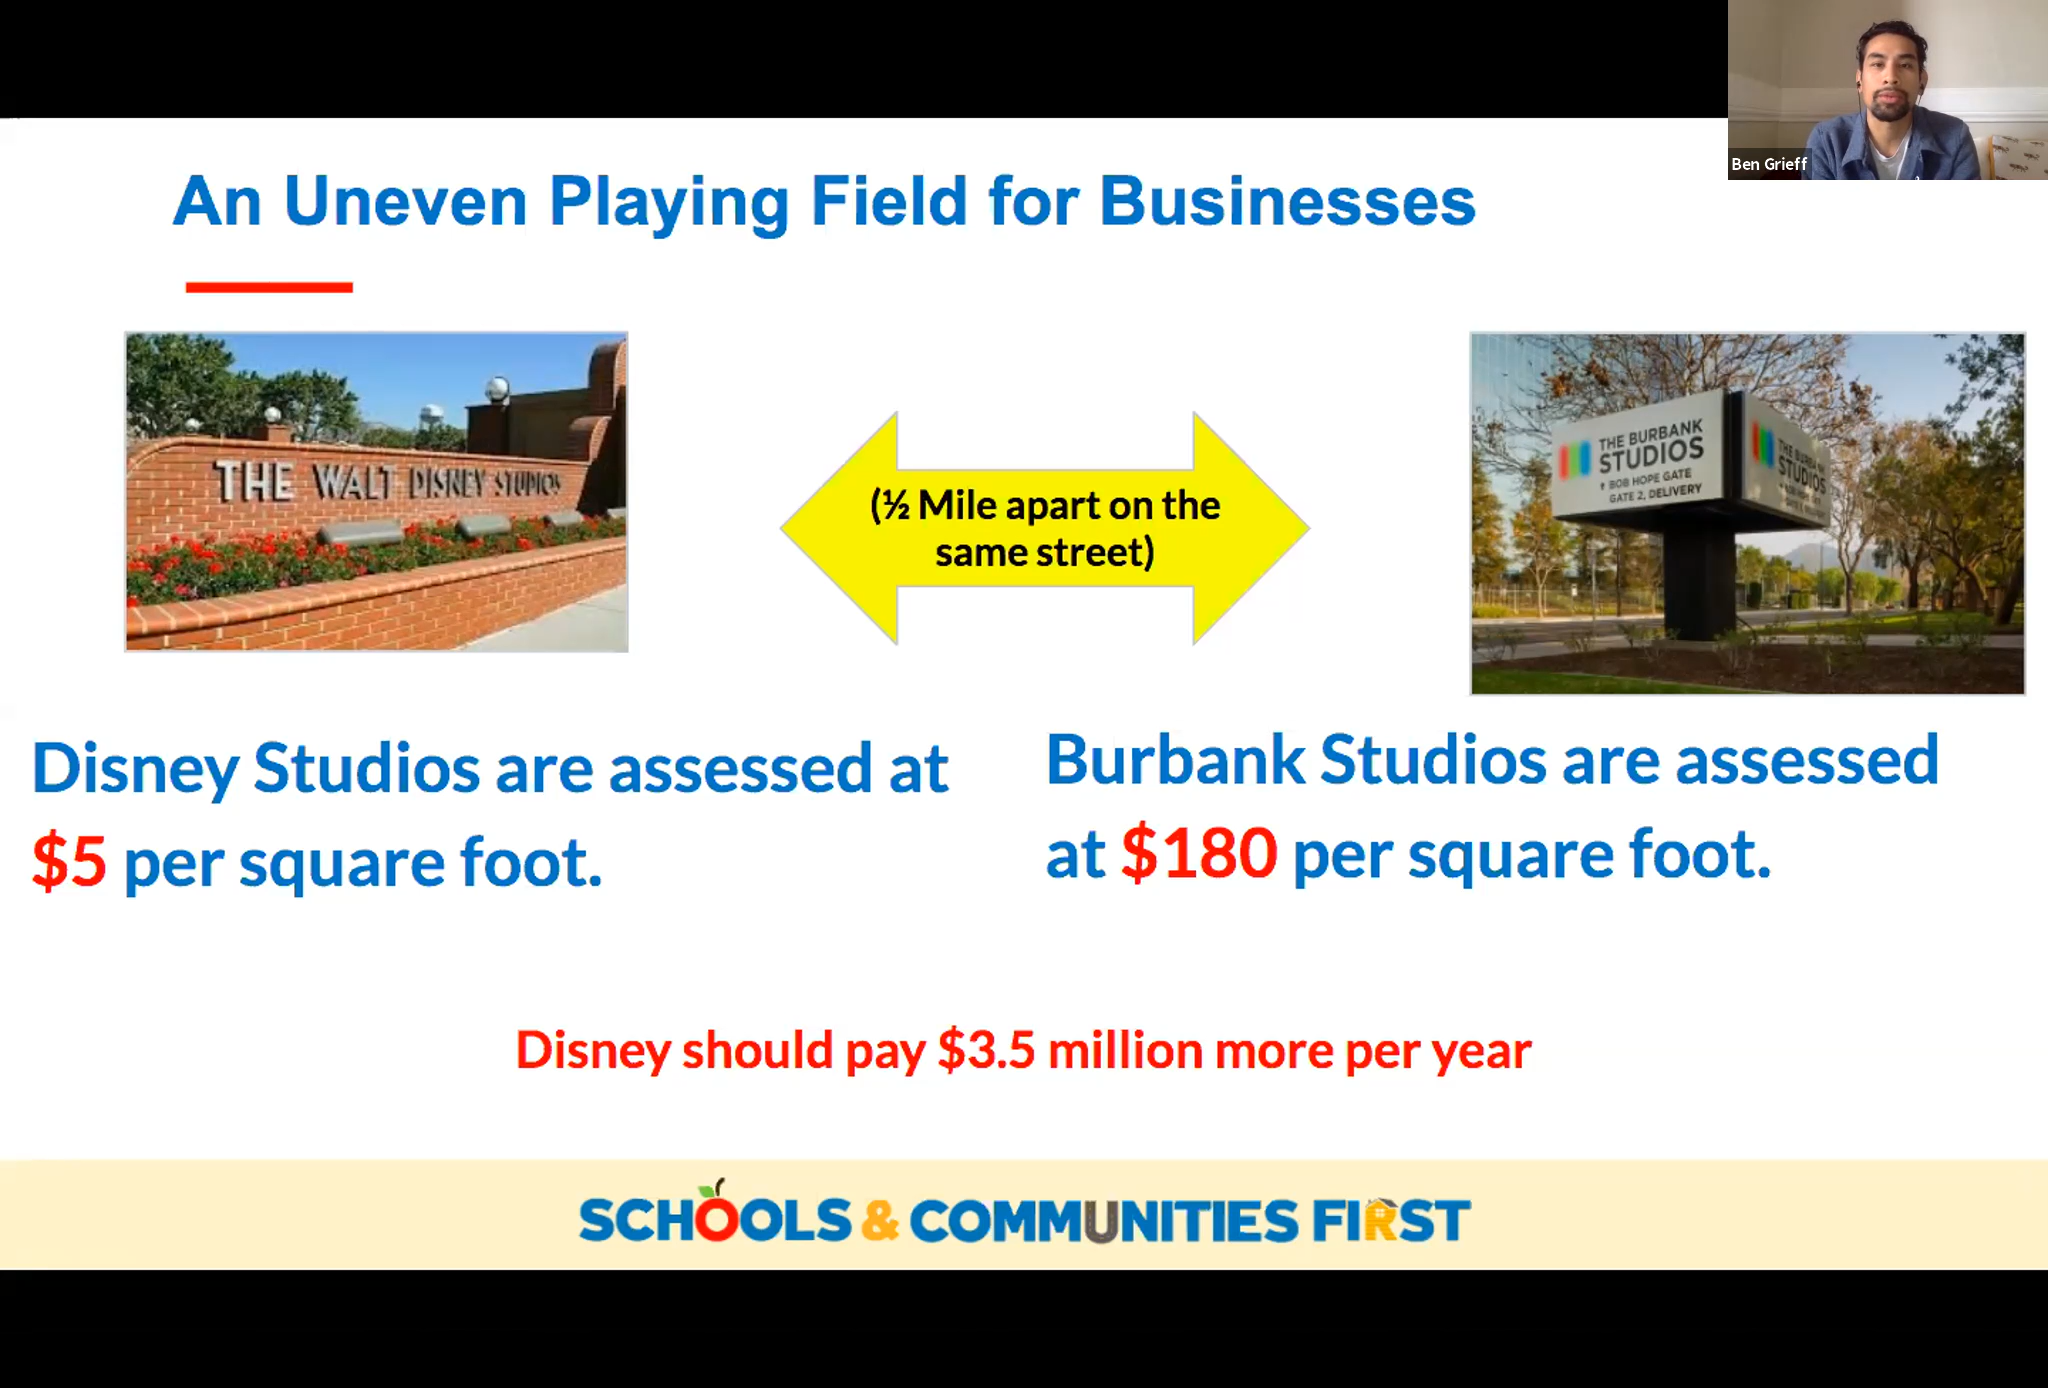 Ben Grieff
An Uneven Playing Field for Businesses
THE WALT DISNEY STUDIOS
(½ Mile apart on the
same street)
THE BURBANK
STUDIOS
↑ BOB HOPE GATE
GATE 2, DELIVERY
THE BURBANK
STUDIOS
Disney Studios are assessed at
$5 per square foot.
Burbank Studios are assessed
at $180 per square foot.
Disney should pay $3.5 million more per year
SCHOOLS & COMMUNITIES FIRST